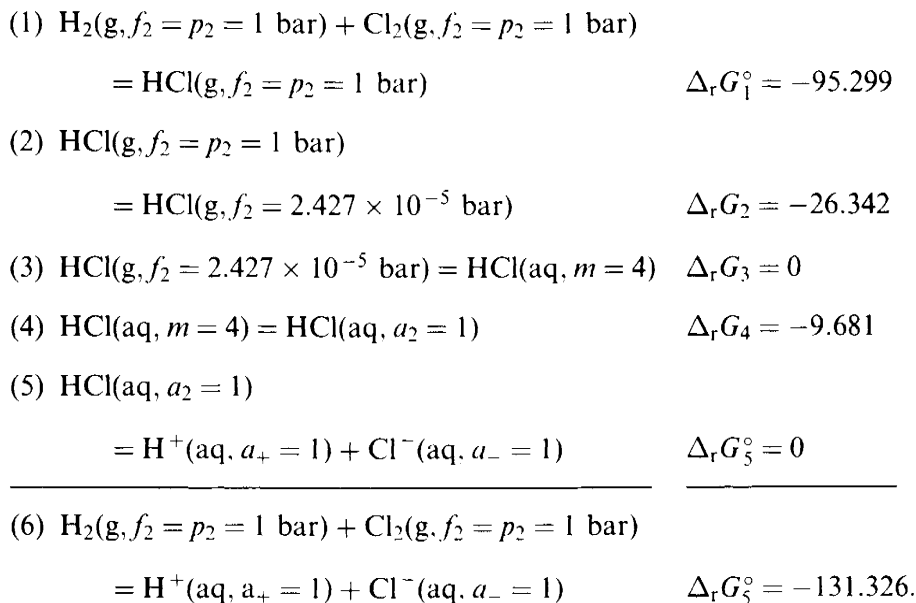 (1) H₂(g, f₂ = p₂ = 1 bar) + Cl₂(g, f₂ = p₂ = 1 bar)
= HCl(g, f₂ = p₂ = 1 bar) ΔᵣG°₁ = −95.299
(2) HCl(g, f₂ = p₂ = 1 bar)
= HCl(g, f₂ = 2.427 × 10⁻⁵ bar) ΔᵣG₂ = −26.342
(3) HCl(g, f₂ = 2.427 × 10⁻⁵ bar) = HCl(aq, m = 4) ΔᵣG₃ = 0
(4) HCl(aq, m = 4) = HCl(aq, a₂ = 1) ΔᵣG₄ = −9.681
(5) HCl(aq, a₂ = 1)
= H⁺(aq, a₊ = 1) + Cl⁻(aq, a₋ = 1) ΔᵣG°₅ = 0
(6) H₂(g, f₂ = p₂ = 1 bar) + Cl₂(g, f₂ = p₂ = 1 bar)
= H⁺(aq, a₊ = 1) + Cl⁻(aq, a₋ = 1) ΔᵣG°₅ = −131.326.